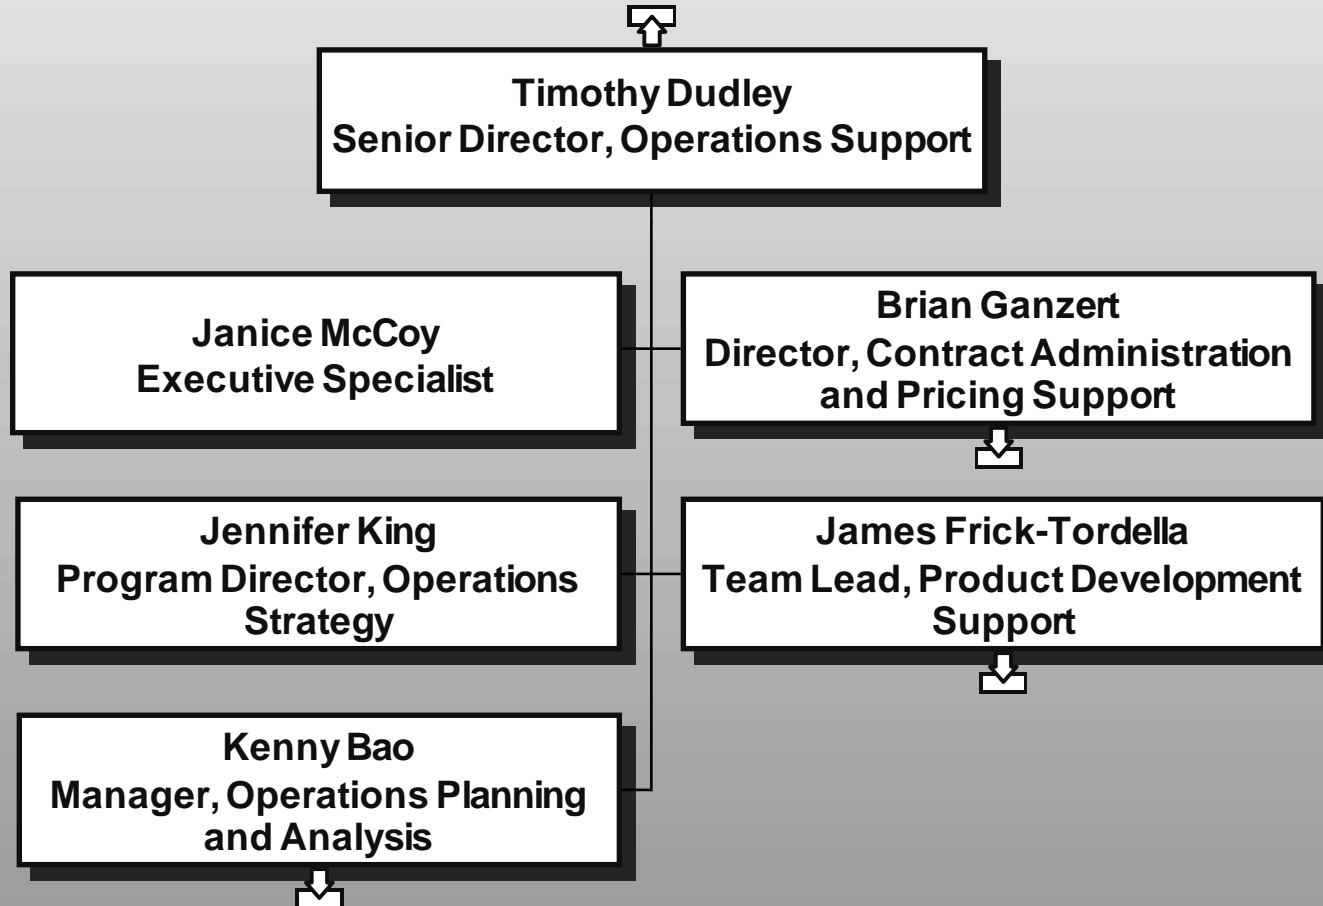 Timothy Dudley
Senior Director, Operations Support
Janice McCoy
Executive Specialist
Brian Ganzert
Director, Contract Administration
and Pricing Support
Jennifer King
Program Director, Operations
Strategy
James Frick-Tordella
Team Lead, Product Development
Support
Kenny Bao
Manager, Operations Planning
and Analysis